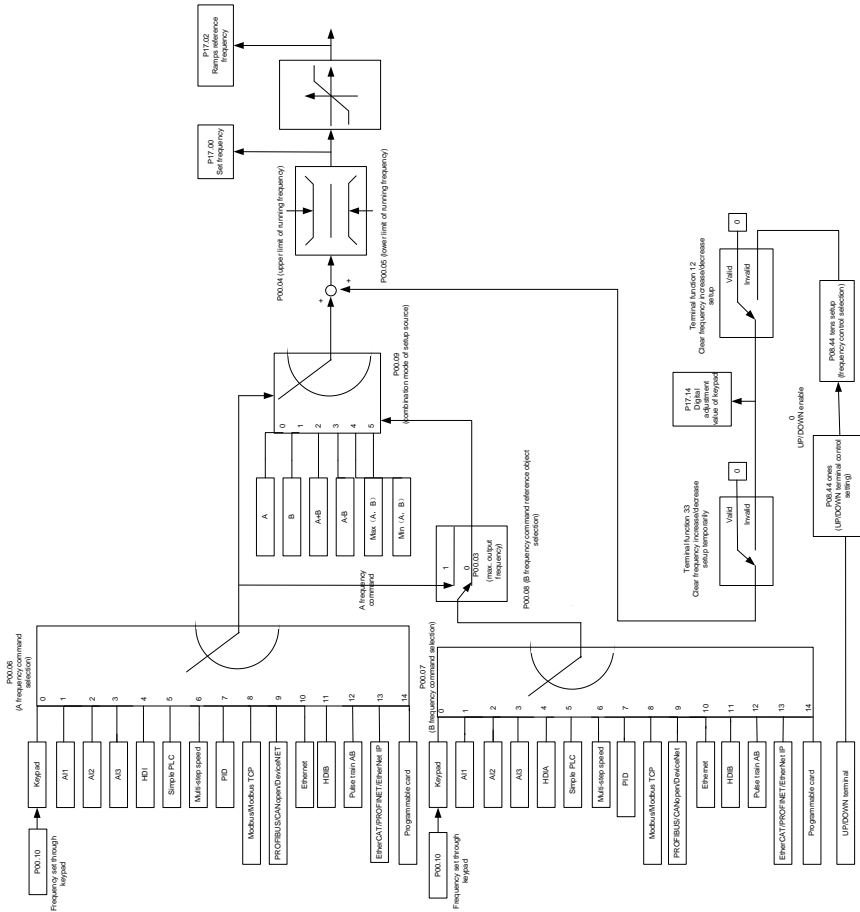 P00.06
(A frequency command
selection)
Frequency set through
keypad
P00.10
Keypad
0
AI1
1
AI2
2
AI3
3
HDI
4
Simple PLC
5
Multi-step speed
6
PID
7
Modbus/Modbus TCP
8
PROFIBUS/CANopen/DeviceNET
9
Ethernet
10
HDIB
11
Pulse train AB
12
EtherCAT/PROFINET/EtherNet IP
13
Programmable card
14
Frequency set through
keypad
P00.10
P00.07
(B frequency command selection)
Keypad
0
AI1
1
AI2
2
AI3
3
HDIA
4
Simple PLC
5
Multi-step speed
6
PID
7
Modbus/Modbus TCP
8
PROFIBUS/CANopen/DeviceNet
9
Ethernet
10
HDIB
11
Pulse train AB
12
EtherCAT/PROFINET/EtherNet IP
13
Programmable card
14
UP/DOWN terminal
A frequency
command
1
0
P00.03
(max. output
frequency)
P00.08 (B frequency command reference object
selection)
A
B
A+B
A-B
Max (A, B)
Min (A, B)
0
1
2
3
4
5
P00.09
(combination mode of setup source)
+
+
P00.04 (upper limit of running frequency)
P00.05 (lower limit of running frequency)
P17.00
Set frequency
P17.02
Ramps reference
frequency
Terminal function 33
Clear frequency increase/decrease
setup temporarily
Valid
Invalid
0
P17.14
Digital
adjustment
value of keypad
Terminal function 12
Clear frequency increase/decrease
setup
Valid
Invalid
0
P08.44 ones
(UP/DOWN terminal control
setting)
0
UP/DOWN enable
P08.44 tens setup
(frequency control selection)